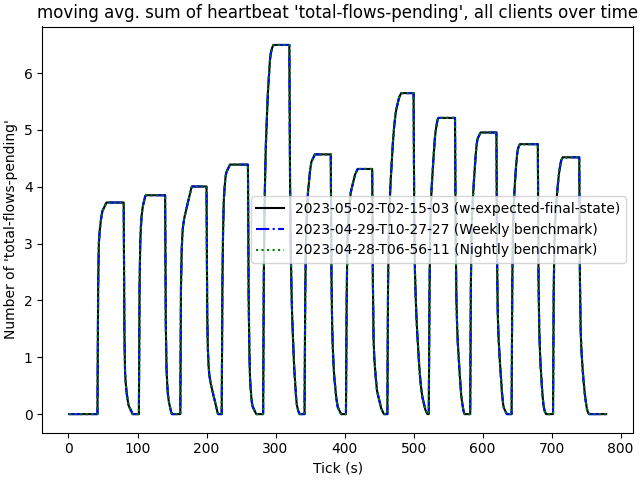 moving avg. sum of heartbeat 'total-flows-pending', all clients over time
Number of 'total-flows-pending'
6
5
4
3
2
1
0
2023-05-02-T02-15-03 (w-expected-final-state)
2023-04-29-T10-27-27 (Weekly benchmark)
2023-04-28-T06-56-11 (Nightly benchmark)
0 100 200 300 400 500 600 700 800
Tick (s)